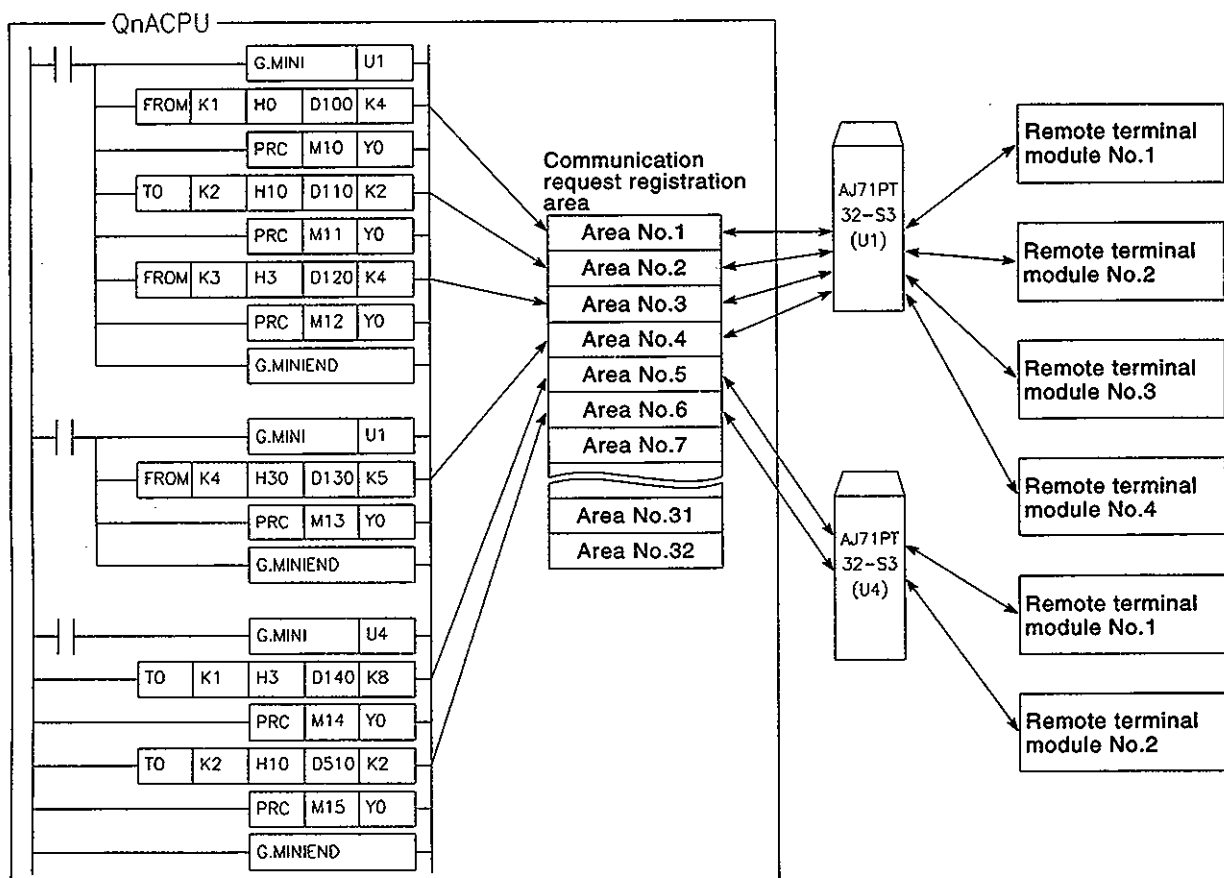 QnACPU
G.MINI U1
FROM K1 H0 D100 K4
PRC M10 Y0
TO K2 H10 D110 K2
PRC M11 Y0
FROM K3 H3 D120 K4
PRC M12 Y0
G.MINIEND
G.MINI U1
FROM K4 H30 D130 K5
PRC M13 Y0
G.MINIEND
G.MINI U4
TO K1 H3 D140 K8
PRC M14 Y0
TO K2 H10 D510 K2
PRC M15 Y0
G.MINIEND
Communication
request registration
area
Area No.1
Area No.2
Area No.3
Area No.4
Area No.5
Area No.6
Area No.7
Area No.31
Area No.32
AJ71PT
32-S3
(U1)
AJ71PT
32-S3
(U4)
Remote terminal
module No.1
Remote terminal
module No.2
Remote terminal
module No.3
Remote terminal
module No.4
Remote terminal
module No.1
Remote terminal
module No.2